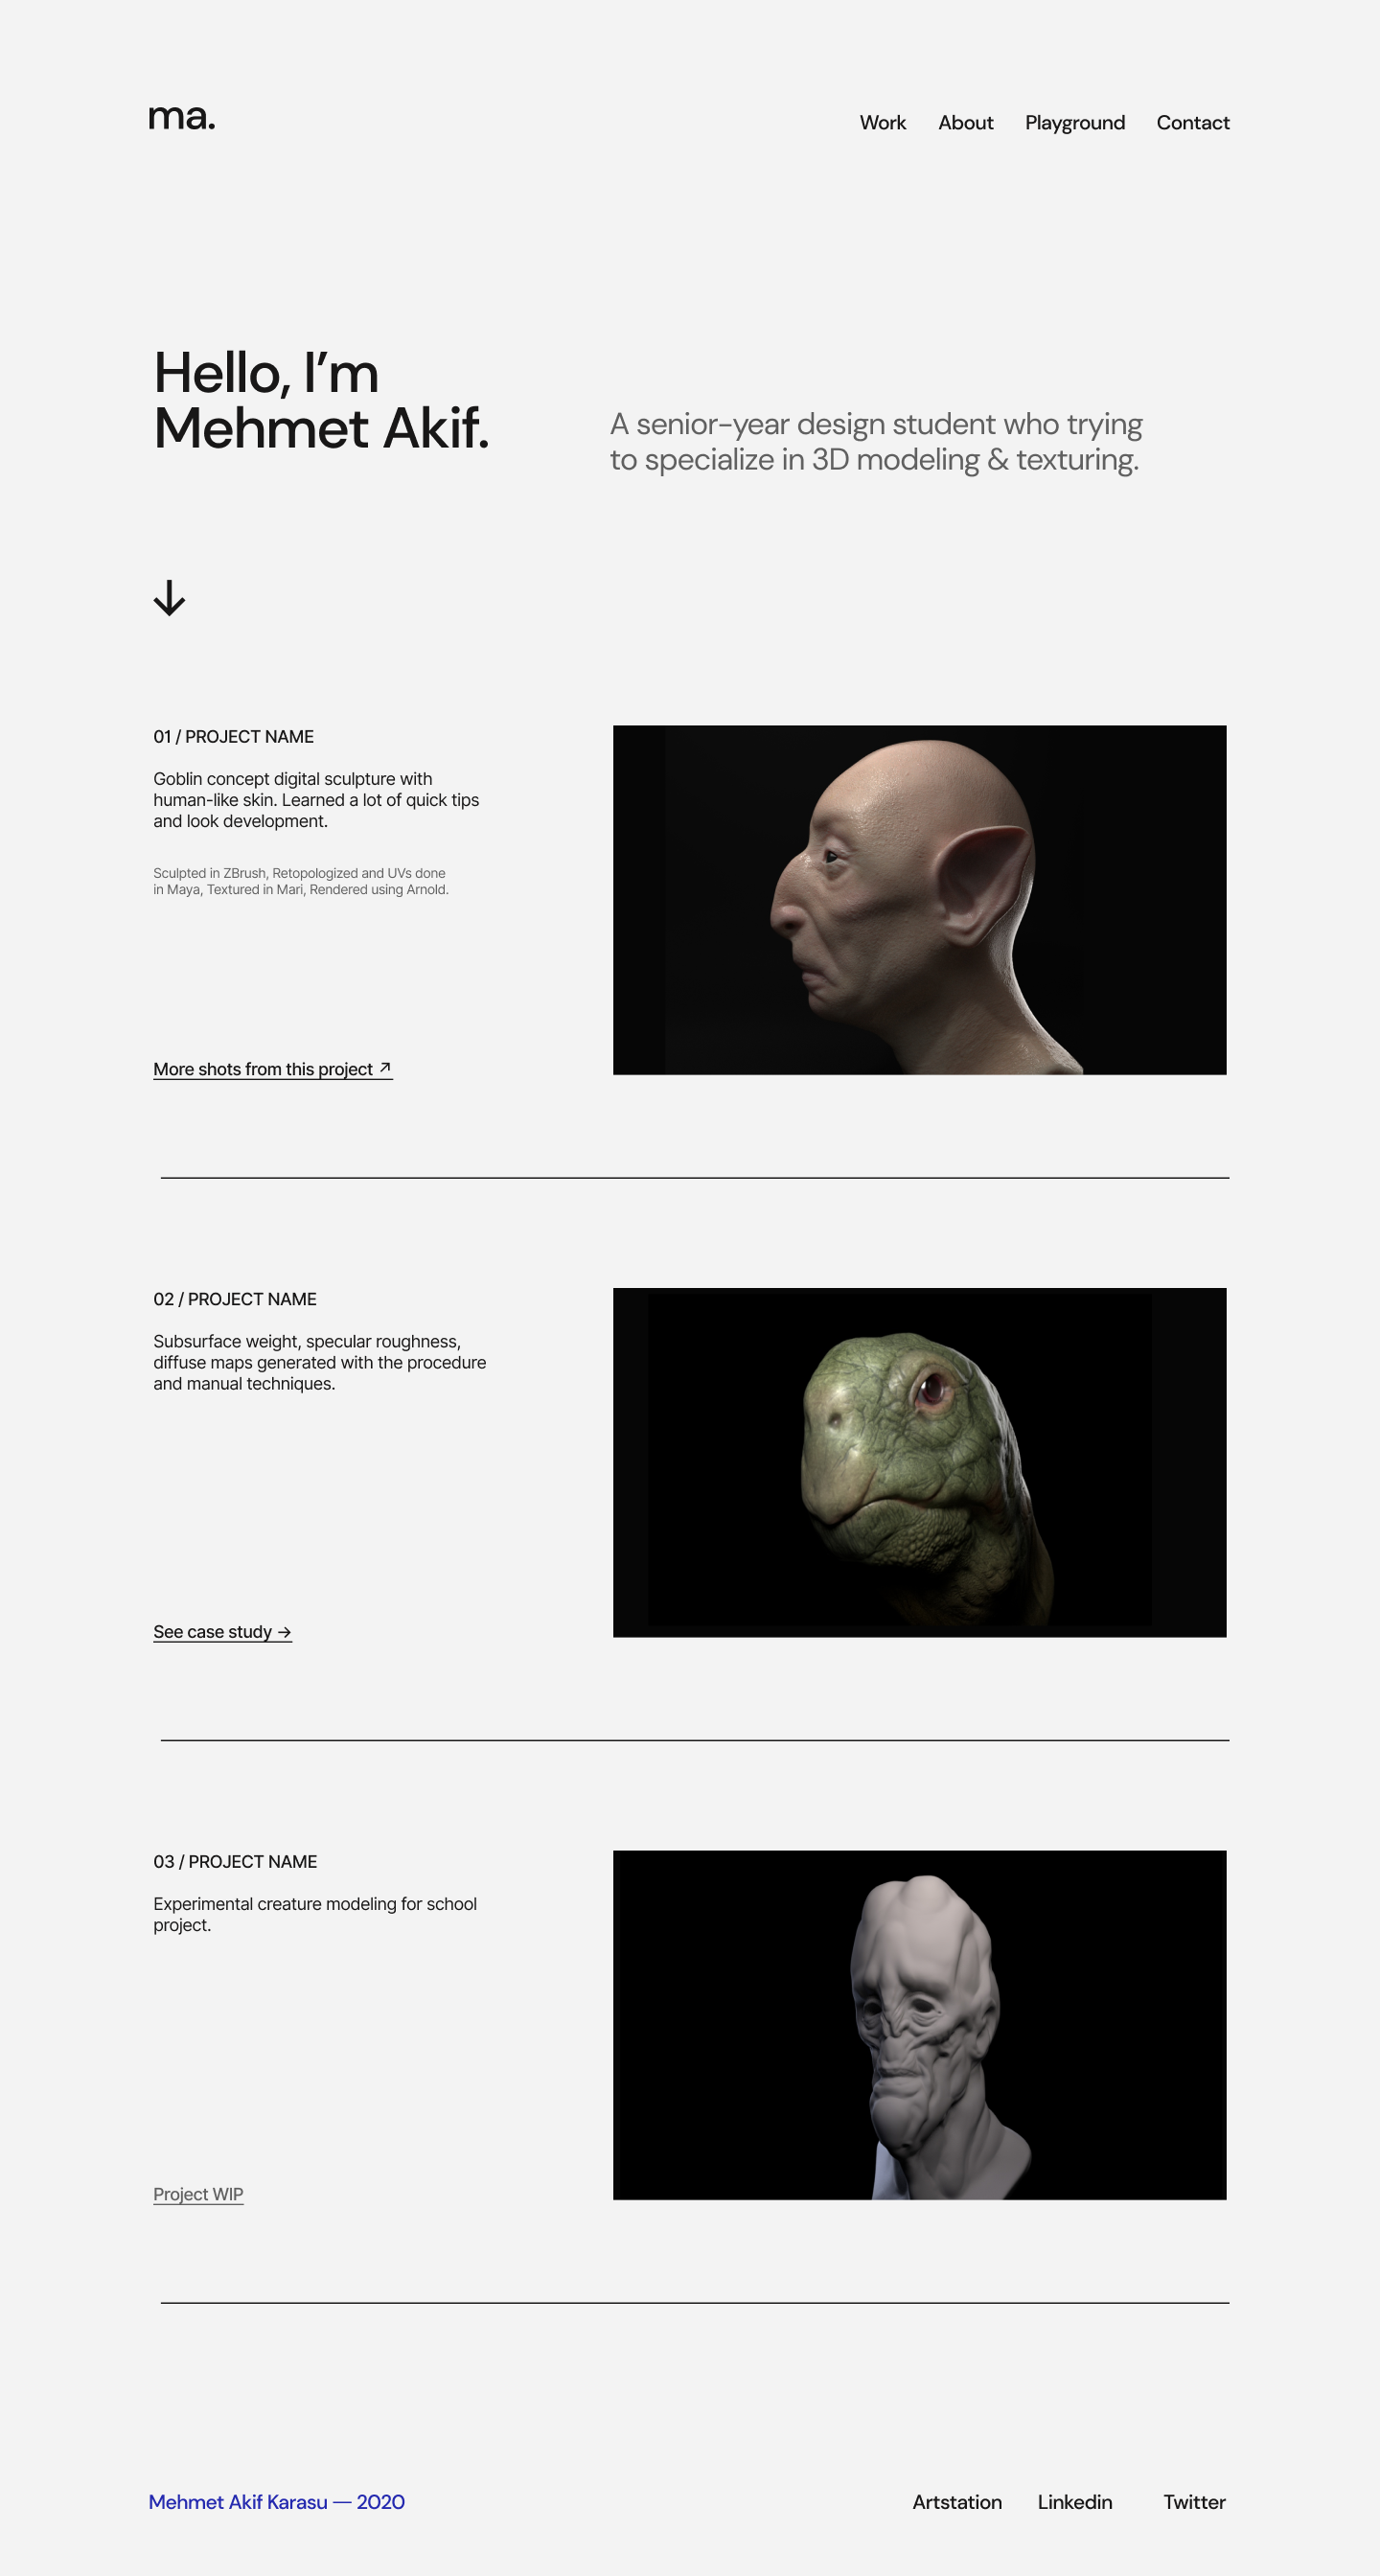 ma.
Work About Playground Contact
Hello, I’m
Mehmet Akif.
A senior-year design student who trying
to specialize in 3D modeling & texturing.
↓
01 / PROJECT NAME
Goblin concept digital sculpture with
human-like skin. Learned a lot of quick tips
and look development.
Sculpted in ZBrush, Retopologized and UVs done
in Maya, Textured in Mari, Rendered using Arnold.
More shots from this project ↗
02 / PROJECT NAME
Subsurface weight, specular roughness,
diffuse maps generated with the procedure
and manual techniques.
See case study →
03 / PROJECT NAME
Experimental creature modeling for school
project.
Project WIP
Mehmet Akif Karasu — 2020
Artstation Linkedin Twitter